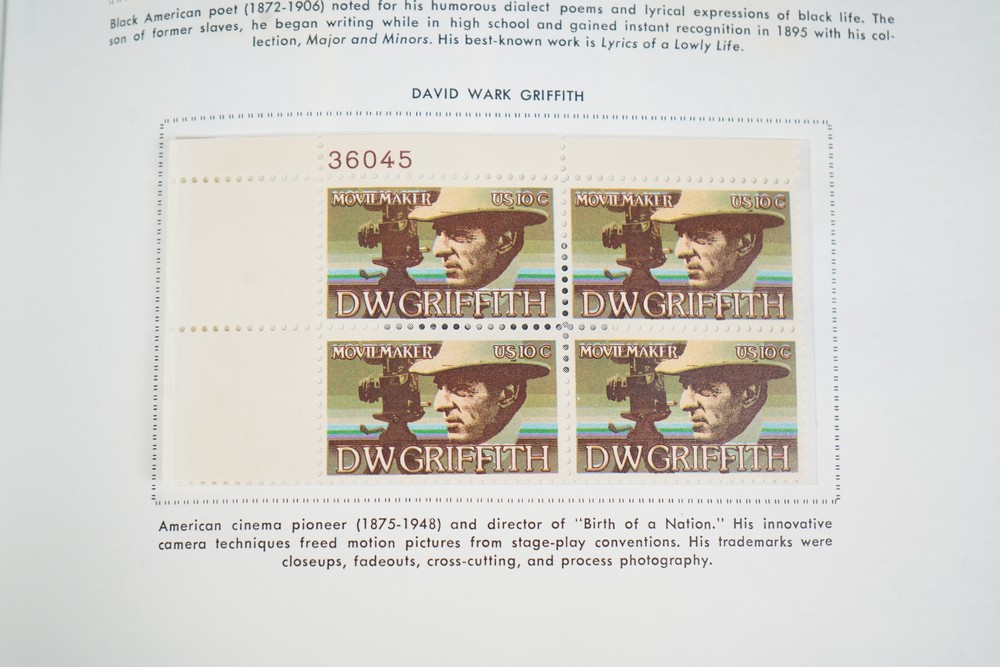 Black American poet (1872-1906) noted for his humorous dialect poems and lyrical expressions of black life. The
son of former slaves, he began writing while in high school and gained instant recognition in 1895 with his col-
lection, Major and Minors. His best-known work is Lyrics of a Lowly Life.
DAVID WARK GRIFFITH
36045
MOVIEMAKER US 10 C
DW GRIFFITH
MOVIEMAKER US 10 C
DW GRIFFITH
MOVIEMAKER US 10 C
DW GRIFFITH
MOVIEMAKER US 10 C
DW GRIFFITH
American cinema pioneer (1875-1948) and director of "Birth of a Nation." His innovative
camera techniques freed motion pictures from stage-play conventions. His trademarks were
closeups, fadeouts, cross-cutting, and process photography.